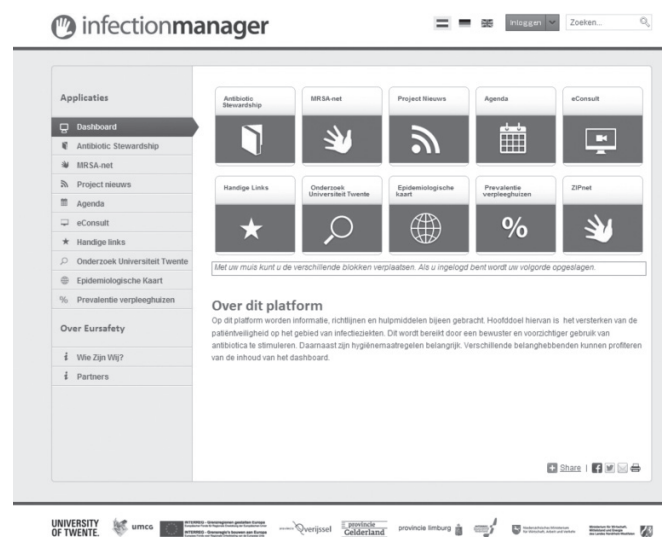 infectionmanager
Inloggen
Zoeken...
Applicaties
Dashboard
Antibiotic Stewardship
MRSA-net
Project nieuws
Agenda
eConsult
Handige links
Onderzoek Universiteit Twente
Epidemiologische Kaart
Prevalentie verpleeghuizen
Over Eursafety
Wie Zijn Wij?
Partners
Antibiotic
Stewardship
MRSA-net
Project Nieuws
Agenda
eConsult
Handige Links
Onderzoek
Universiteit Twente
Epidemiologische
kaart
Prevalentie
verpleeghuizen
%
ZIPnet
Met uw muis kunt u de verschillende blokken verplaatsen. Als u ingelogd bent wordt uw volgorde opgeslagen.
Over dit platform
Op dit platform worden informatie, richtlijnen en hulpmiddelen bijeen gebracht. Hoofddoel hiervan is het versterken van de
patiëntveiligheid op het gebied van infectieziekten. Dit wordt bereikt door een bewuster en voorzichtiger gebruik van
antibiotica te stimuleren. Daarnaast zijn hygiënemaatregelen belangrijk. Verschillende belanghebbenden kunnen profiteren
van de inhoud van het dashboard.
Share |
UNIVERSITY
OF TWENTE.
umcg
Overijssel
provincie
Gelderland
provincie limburg